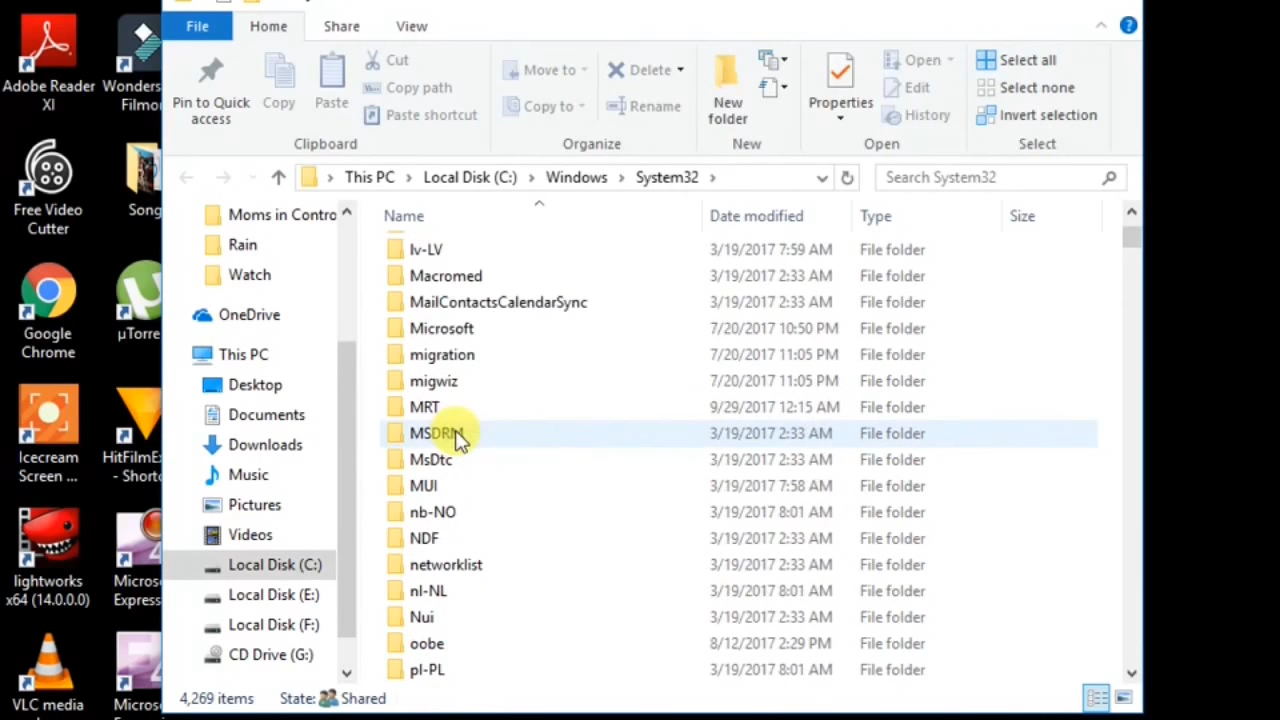 File Home Share View
Pin to Quick access
Copy
Paste
Cut
Copy path
Paste shortcut
Clipboard
Move to
Copy to
Delete
Rename
Organize
New folder
New
Properties
Open
Edit
History
Open
Select all
Select none
Invert selection
Select
This PC > Local Disk (C:) > Windows > System32 >
Search System32
Adobe Reader XI
Free Video Cutter
Google Chrome
Icecream Screen ...
lightworks x64 (14.0.0.0)
VLC media
Wonders
Filmor
Song
µTorre
HitFilmEx
- Shortc
Micros
Expres
Micros
Moms in Contro
Rain
Watch
OneDrive
This PC
Desktop
Documents
Downloads
Music
Pictures
Videos
Local Disk (C:)
Local Disk (E:)
Local Disk (F:)
CD Drive (G:)
Name Date modified Type Size
lv-LV 3/19/2017 7:59 AM File folder
Macromed 3/19/2017 2:33 AM File folder
MailContactsCalendarSync 3/19/2017 2:33 AM File folder
Microsoft 7/20/2017 10:50 PM File folder
migration 7/20/2017 11:05 PM File folder
migwiz 7/20/2017 11:05 PM File folder
MRT 9/29/2017 12:15 AM File folder
MSDRM 3/19/2017 2:33 AM File folder
MsDtc 3/19/2017 2:33 AM File folder
MUI 3/19/2017 7:58 AM File folder
nb-NO 3/19/2017 8:01 AM File folder
NDF 3/19/2017 2:33 AM File folder
networklist 3/19/2017 2:33 AM File folder
nl-NL 3/19/2017 8:01 AM File folder
Nui 3/19/2017 2:33 AM File folder
oobe 8/12/2017 2:29 PM File folder
pl-PL 3/19/2017 8:01 AM File folder
4,269 items State: Shared